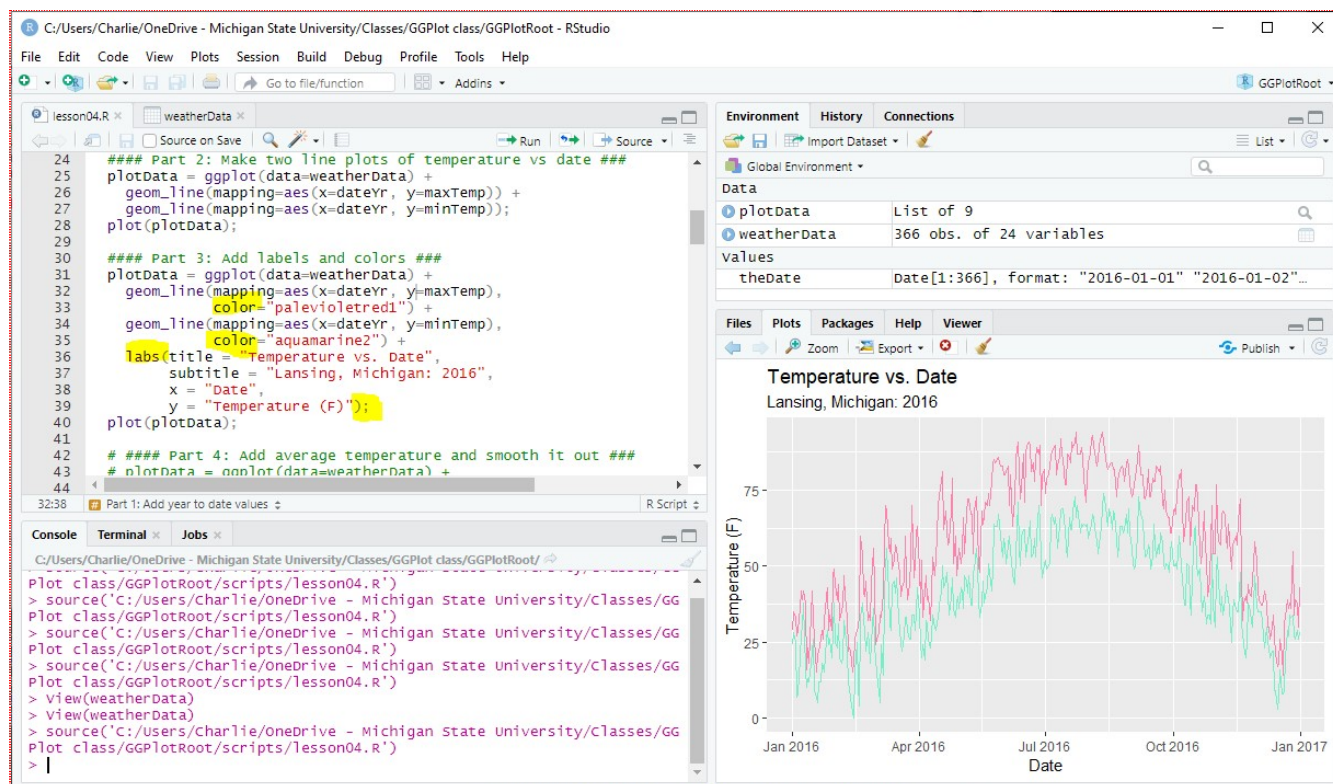 C:/Users/Charlie/OneDrive - Michigan State University/Classes/GGPlot class/GGPlotRoot - RStudio
File Edit Code View Plots Session Build Debug Profile Tools Help
Go to file/function Addins GGPlotRoot
lesson04.R weatherData
Source on Save Run Source
24 #### Part 2: Make two line plots of temperature vs date ###
25 plotData = ggplot(data=weatherData) +
26 geom_line(mapping=aes(x=dateYr, y=maxTemp)) +
27 geom_line(mapping=aes(x=dateYr, y=minTemp));
28 plot(plotData);
29
30 #### Part 3: Add labels and colors ###
31 plotData = ggplot(data=weatherData) +
32 geom_line(mapping=aes(x=dateYr, y=maxTemp),
33 color="palevioletred1") +
34 geom_line(mapping=aes(x=dateYr, y=minTemp),
35 color="aquamarine2") +
36 labs(title = "Temperature vs. Date",
37 subtitle = "Lansing, Michigan: 2016",
38 x = "Date",
39 y = "Temperature (F)");
40 plot(plotData);
41
42 # #### Part 4: Add average temperature and smooth it out ###
43 # plotData = ggplot(data=weatherData) +
44
32:38 # Part 1: Add year to date values R Script
Console Terminal Jobs
C:/Users/Charlie/OneDrive - Michigan State University/Classes/GGPlot class/GGPlotRoot/
Plot class/GGPlotRoot/scripts/lesson04.R')
> source('C:/Users/Charlie/OneDrive - Michigan State University/Classes/GG
Plot class/GGPlotRoot/scripts/lesson04.R')
> source('C:/Users/Charlie/OneDrive - Michigan State University/Classes/GG
Plot class/GGPlotRoot/scripts/lesson04.R')
> source('C:/Users/Charlie/OneDrive - Michigan State University/Classes/GG
Plot class/GGPlotRoot/scripts/lesson04.R')
> View(weatherData)
> View(weatherData)
> source('C:/Users/Charlie/OneDrive - Michigan State University/Classes/GG
Plot class/GGPlotRoot/scripts/lesson04.R')
>
Environment History Connections
Import Dataset List
Global Environment
Data
plotData List of 9
weatherData 366 obs. of 24 variables
Values
theDate Date[1:366], format: "2016-01-01" "2016-01-02"…
Files Plots Packages Help Viewer
Zoom Export Publish
Temperature vs. Date
Lansing, Michigan: 2016
Temperature (F)
75
50
25
0
Jan 2016 Apr 2016 Jul 2016 Oct 2016 Jan 2017
Date